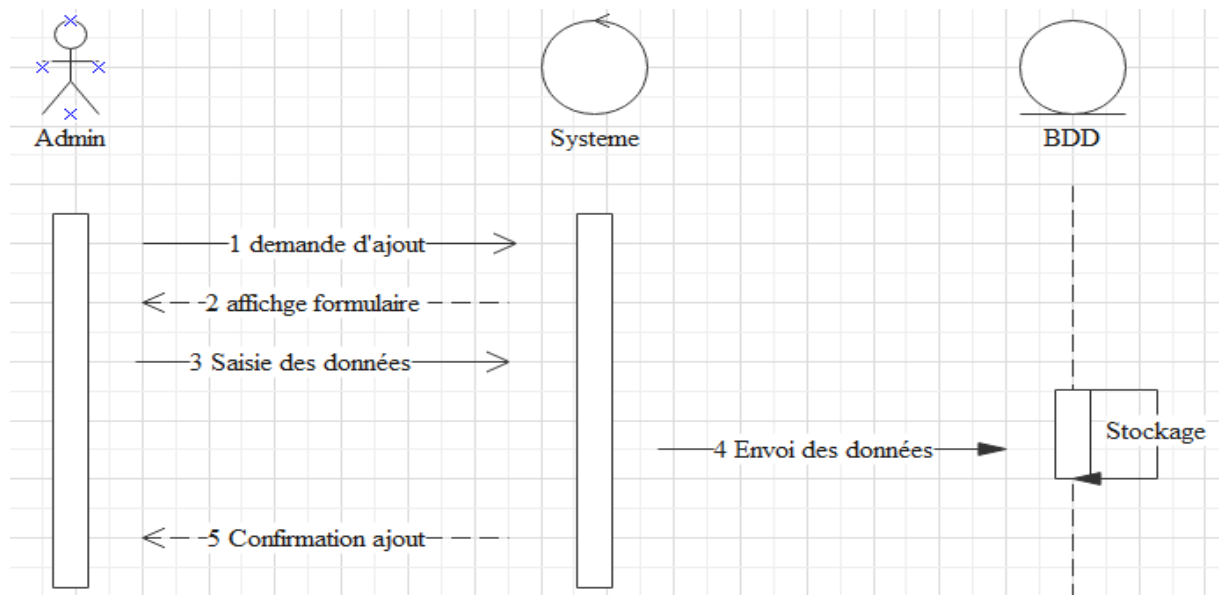 Admin
Systeme
BDD
1 demande d'ajout
2 affichge formulaire
3 Saisie des données
Stockage
4 Envoi des données
5 Confirmation ajout